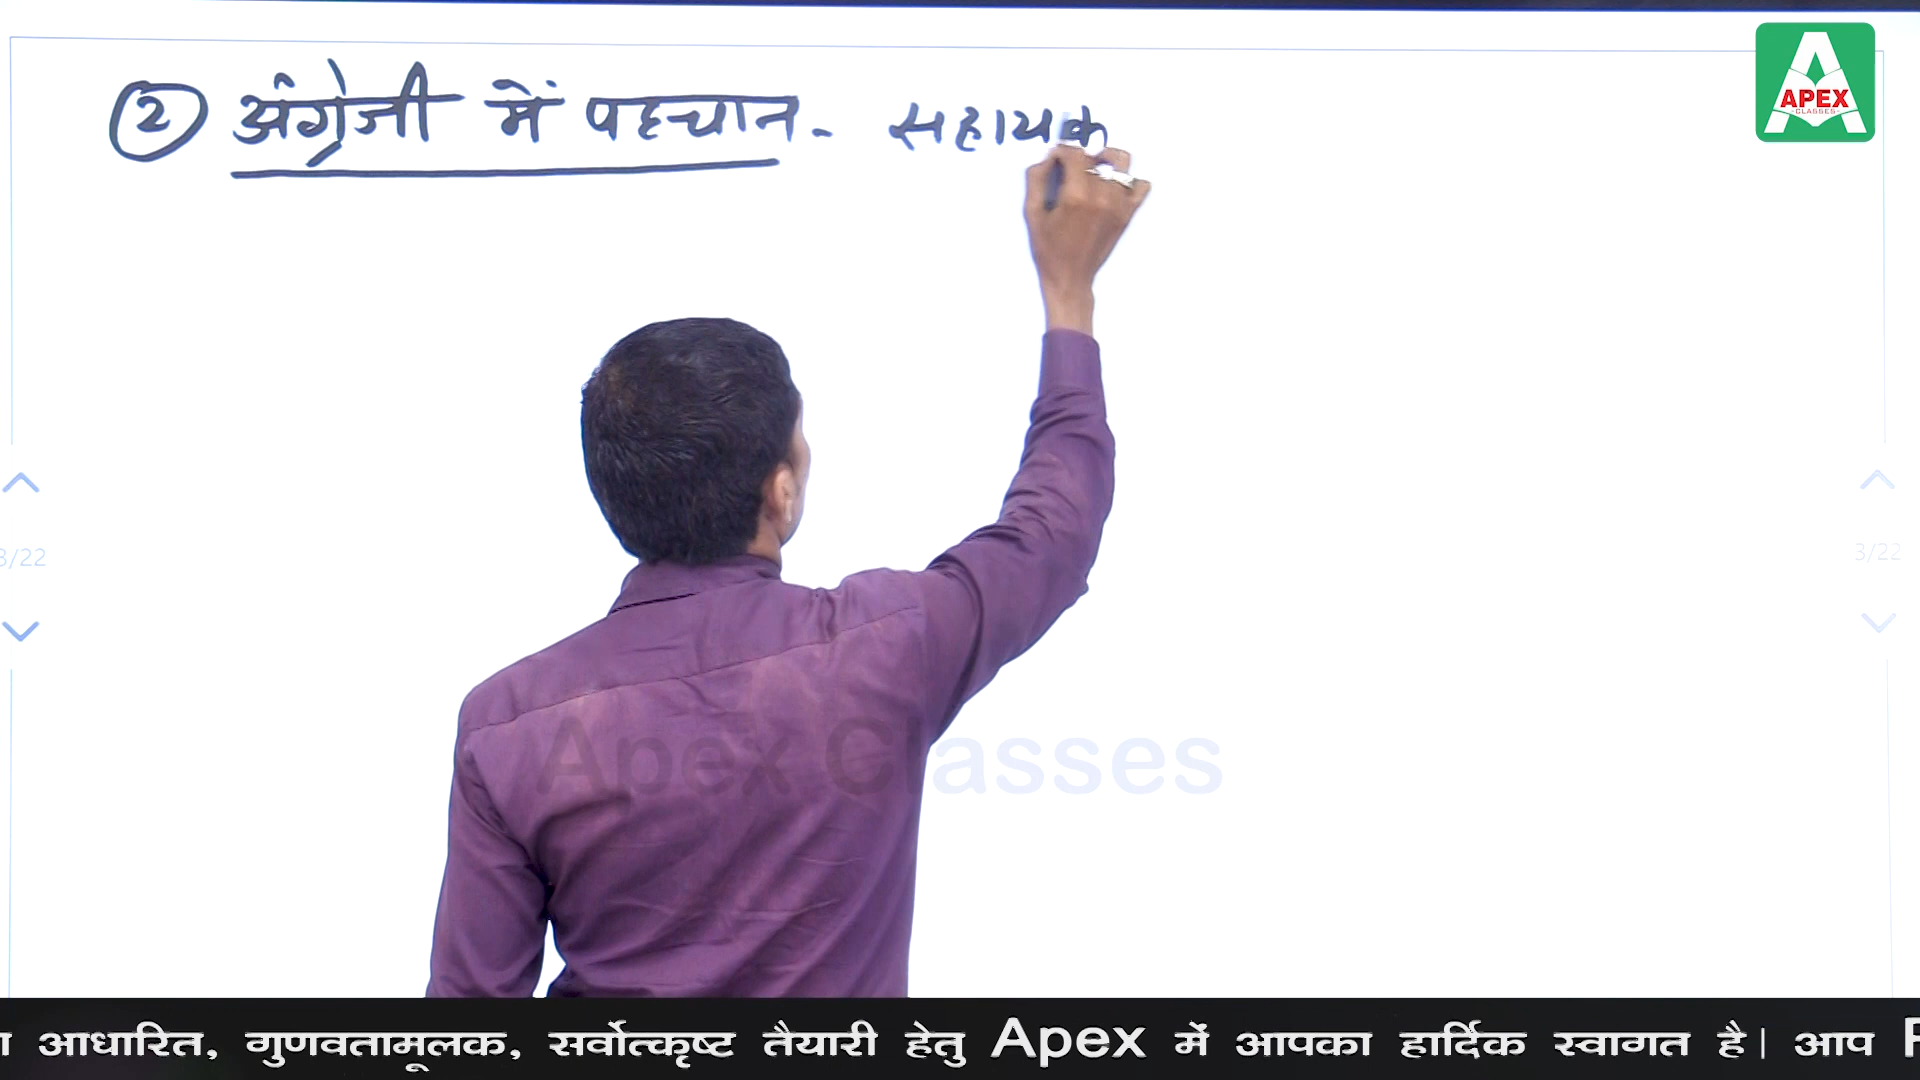 ② अंग्रेजी में पहचान - सहायक
APEX
CLASSES
3/22
3/22
Apex Classes
आधारित, गुणवतामूलक, सर्वोत्कृष्ट तैयारी हेतु Apex में आपका हार्दिक स्वागत है| आप